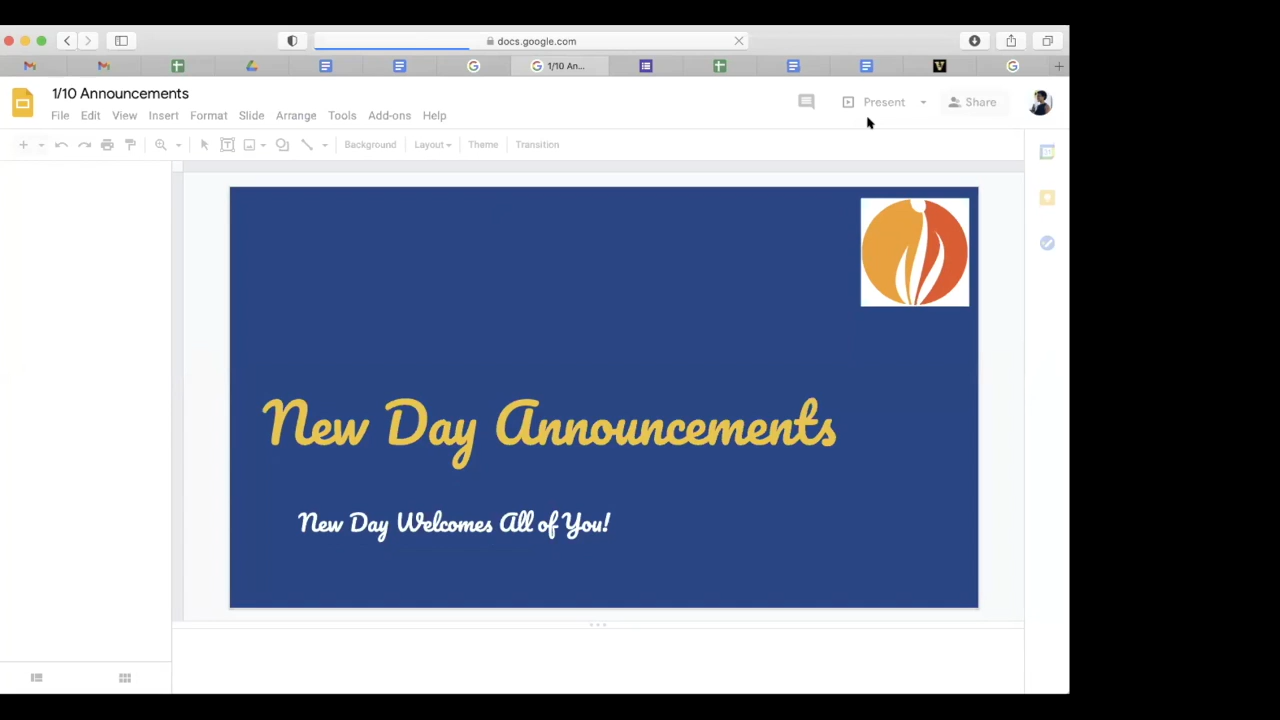 docs.google.com
1/10 An...
1/10 Announcements
File Edit View Insert Format Slide Arrange Tools Add-ons Help
Present
Share
Background Layout Theme Transition
New Day Announcements
New Day Welcomes All of You!